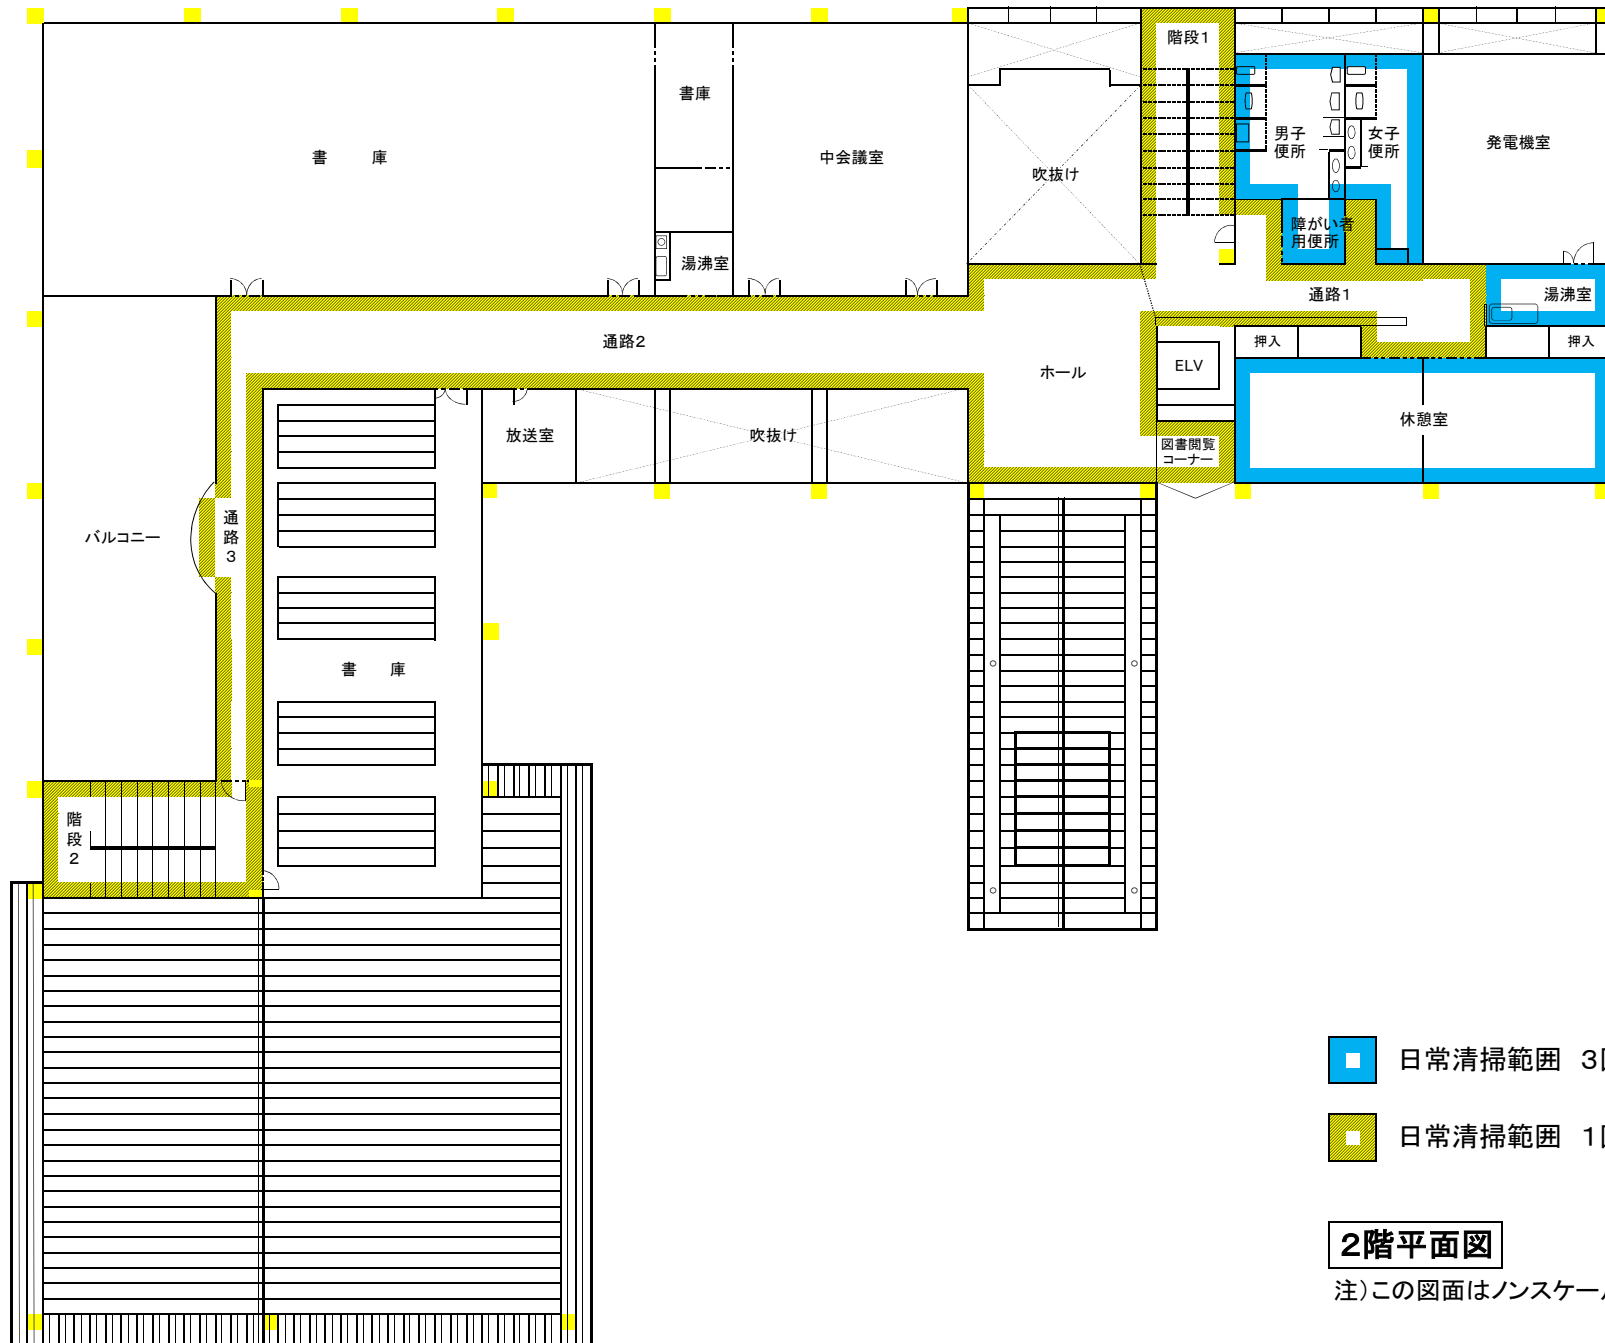 階段1
書庫
男子
便所
女子
便所
発電機室
書　　庫
中会議室
吹抜け
障がい者
用便所
湯沸室
通路1
湯沸室
通路2
押入
押入
ホール
ELV
休憩室
放送室
吹抜け
図書閲覧
コーナー
バルコニー
通
路
3
書　　庫
階
段
2
日常清掃範囲　3
日常清掃範囲　1
2階平面図
注）この図面はノンスケー